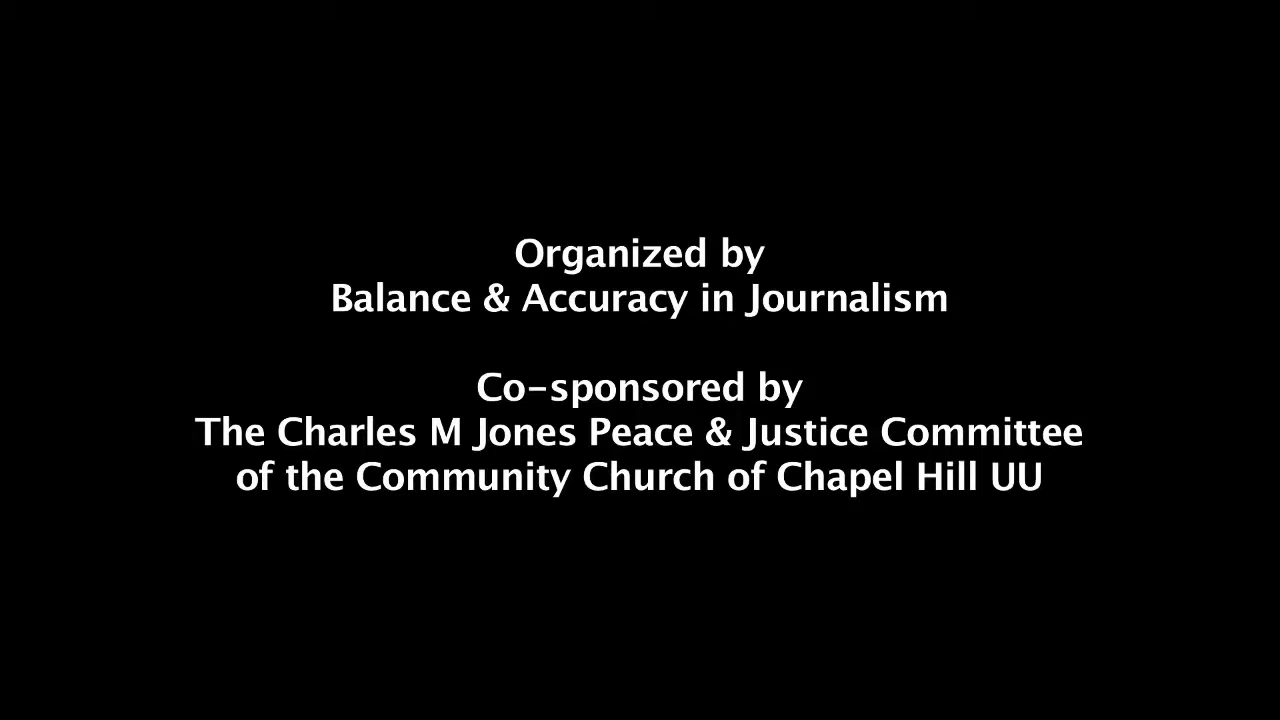 Organized by
Balance & Accuracy in Journalism
Co-sponsored by
The Charles M Jones Peace & Justice Committee
of the Community Church of Chapel Hill UU